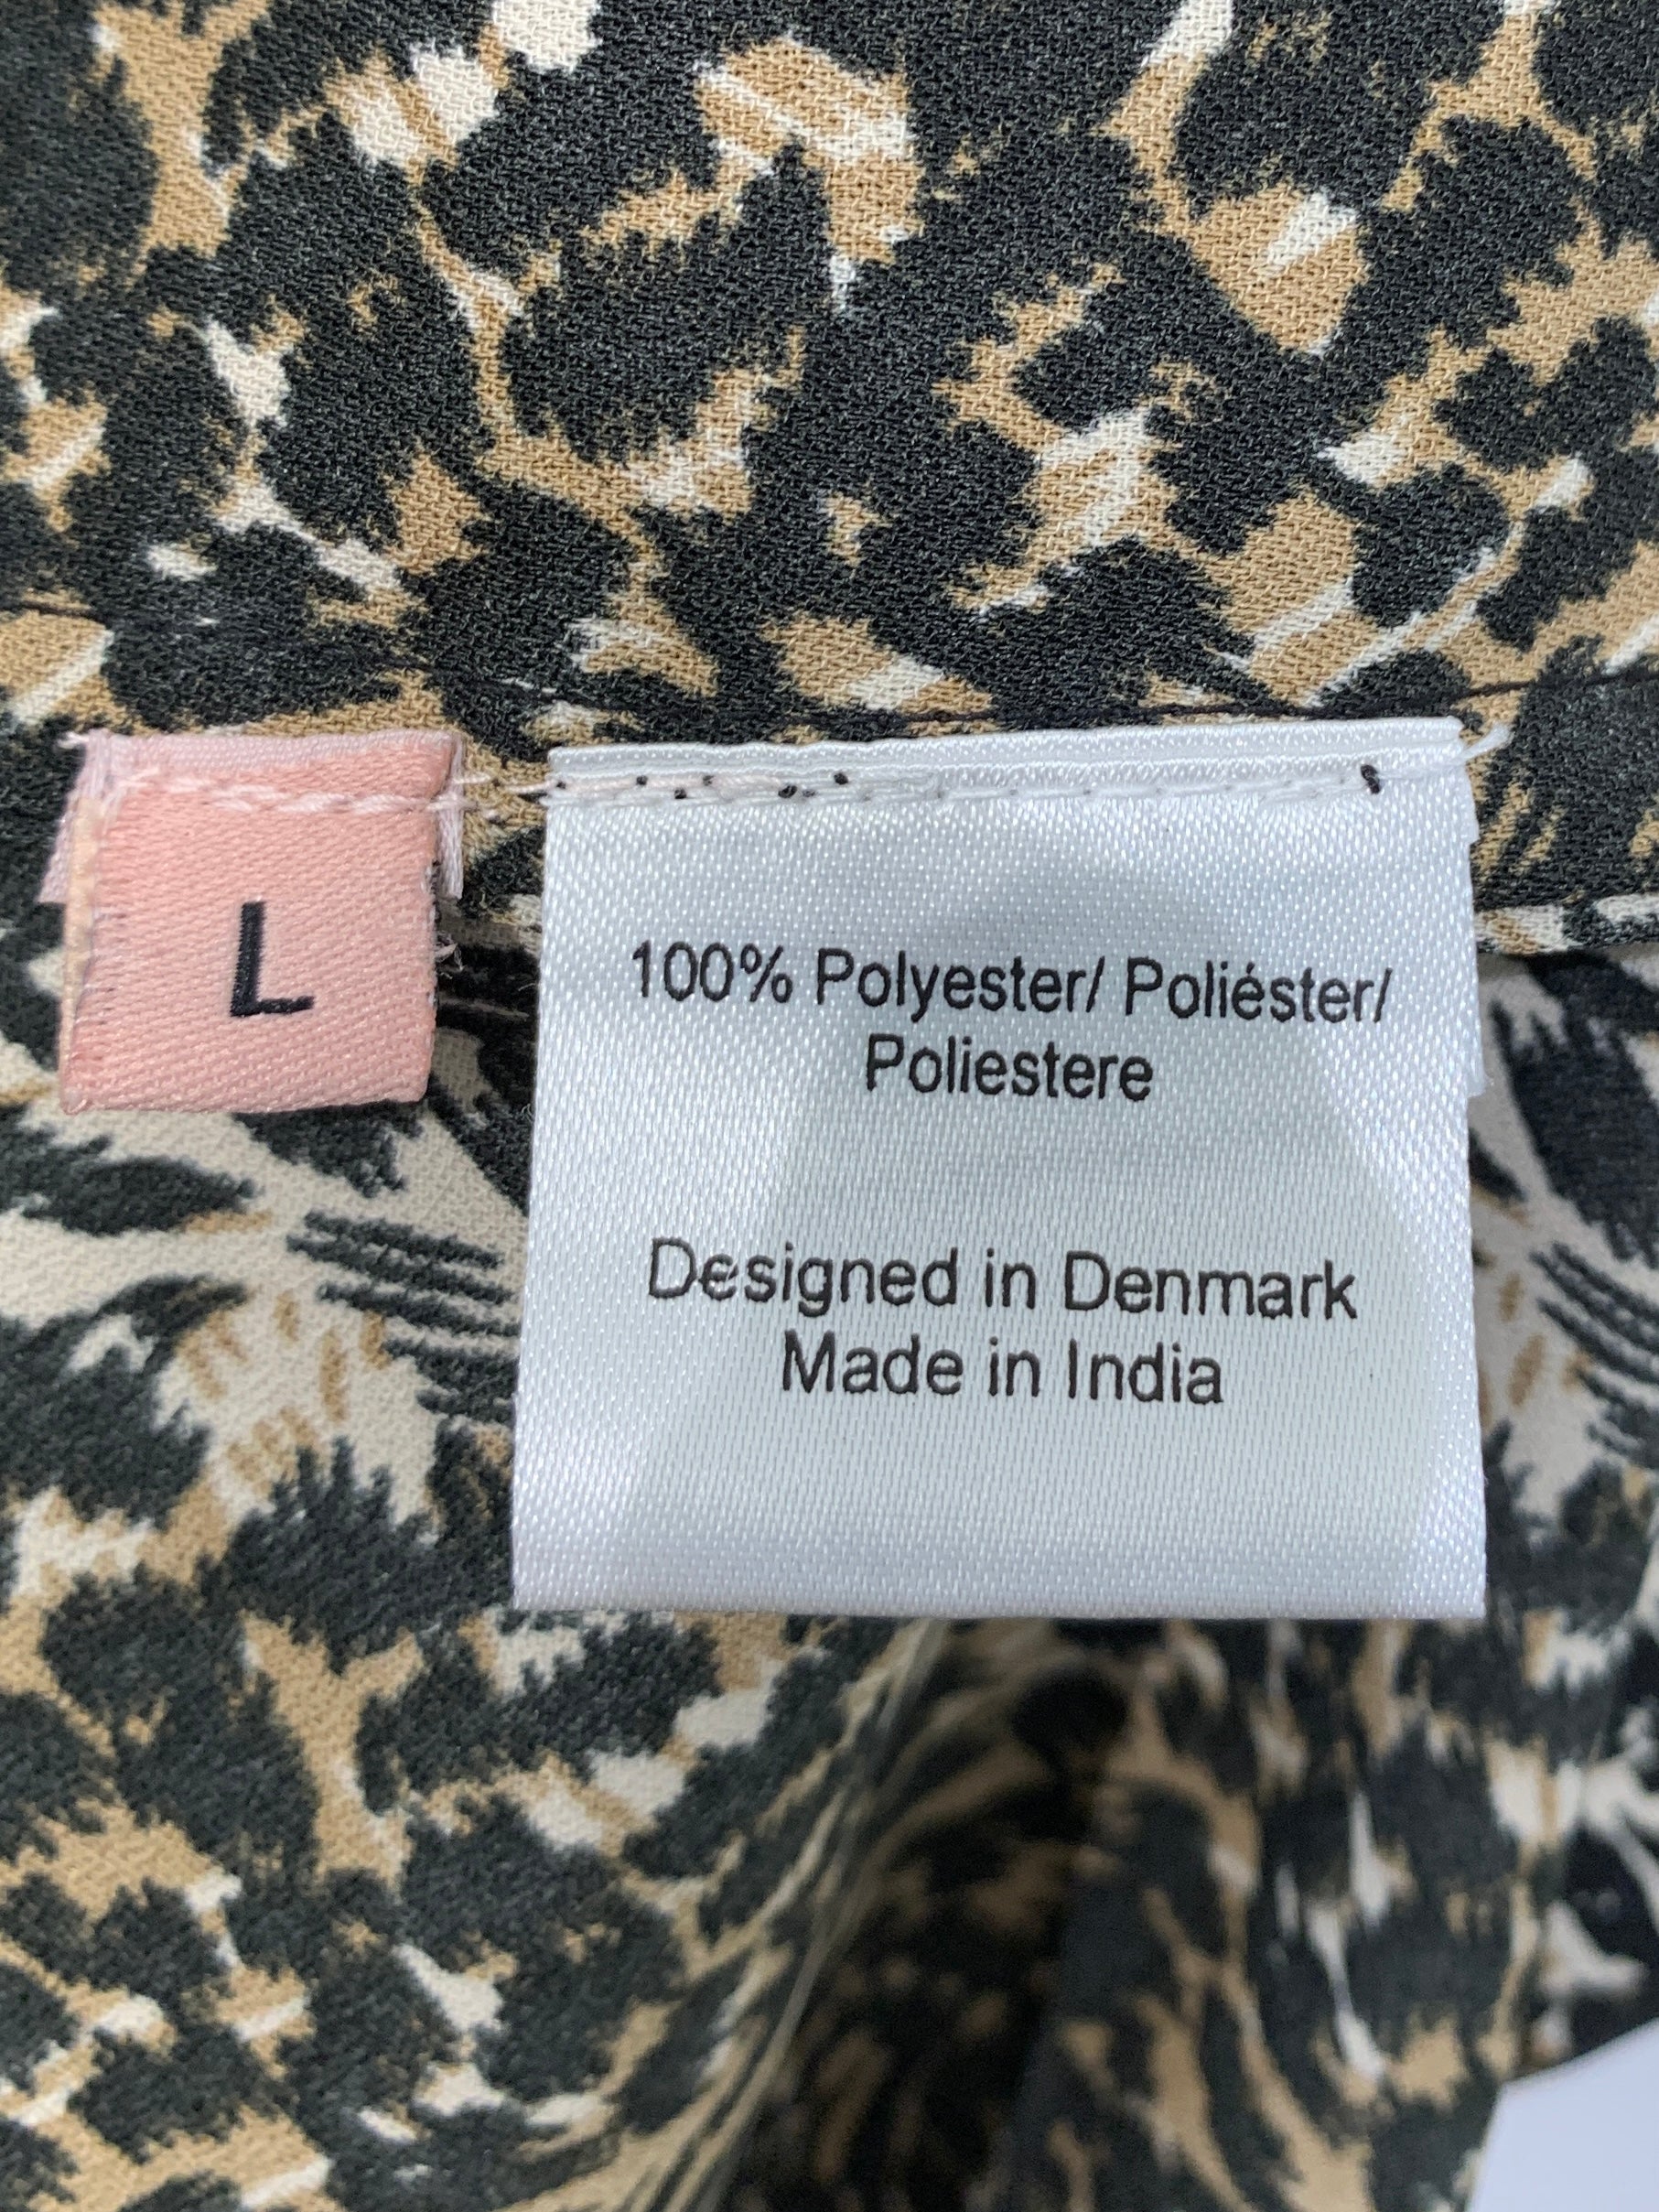 L
100% Polyester/ Poliéster/
Poliestere
Designed in Denmark
Made in India